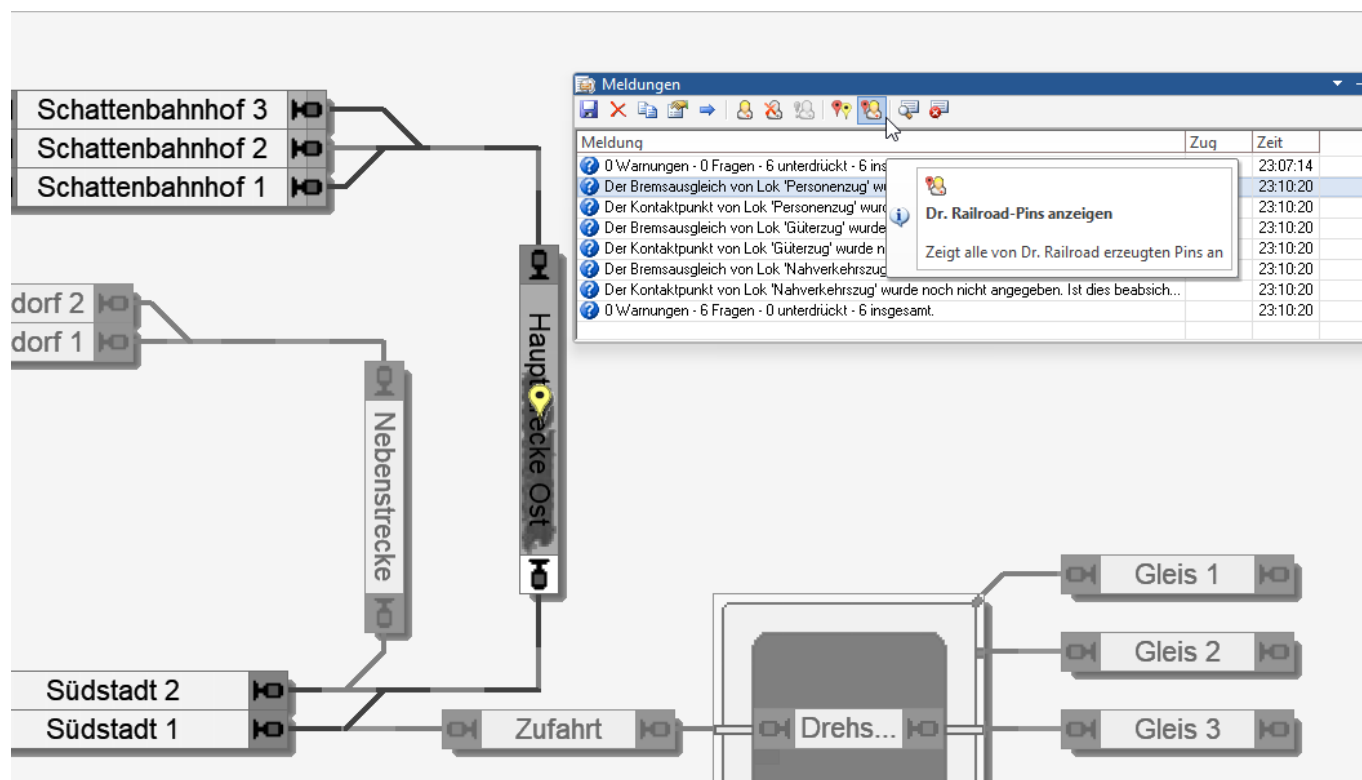 Schattenbahnhof 3
Schattenbahnhof 2
Schattenbahnhof 1
Meldungen
Meldung Zug Zeit
0 Warnungen - 0 Fragen - 6 unterdrückt - 6 ins 23:07:14
Der Bremsausgleich von Lok 'Personenzug' 23:10:20
Der Kontaktpunkt von Lok 'Personenzug' 23:10:20
Der Bremsausgleich von Lok 'Güterzug' wurde 23:10:20
Der Kontaktpunkt von Lok 'Güterzug' wurde n 23:10:20
Der Bremsausgleich von Lok 'Nahverkehrszug 23:10:20
Der Kontaktpunkt von Lok 'Nahverkehrszug' wurde noch nicht angegeben. Ist dies beabsich... 23:10:20
0 Warnungen - 6 Fragen - 0 unterdrückt - 6 insgesamt. 23:10:20
Dr. Railroad-Pins anzeigen
Zeigt alle von Dr. Railroad erzeugten Pins an
dorf 2
dorf 1
Nebenstrecke
Ost
Südstadt 2
Südstadt 1
Zufahrt
Drehs...
Gleis 1
Gleis 2
Gleis 3